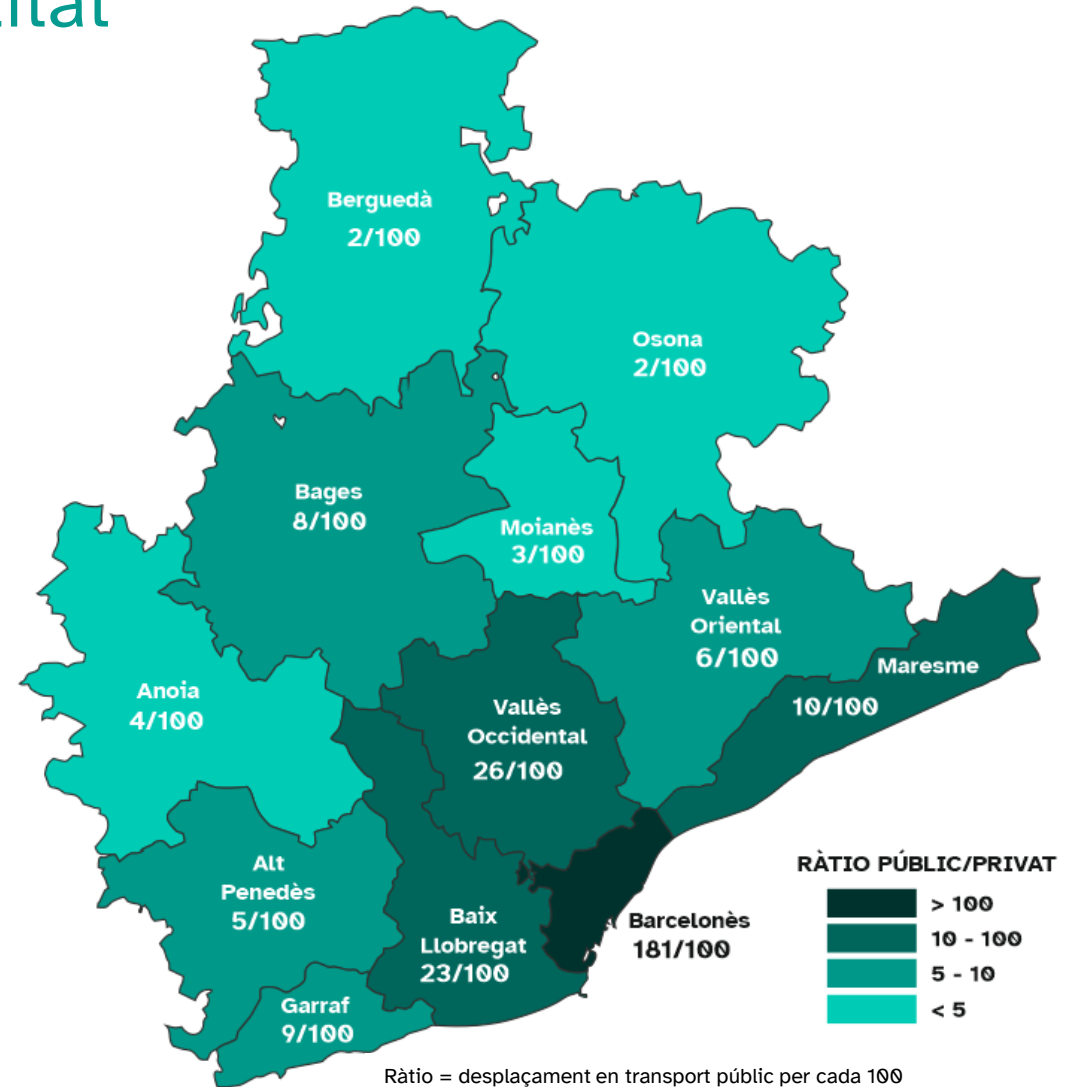 Berguedà
2/100
Osona
2/100
Bages
8/100
Moianès
3/100
Vallès
Oriental
6/100
Maresme
10/100
Anoia
4/100
Vallès
Occidental
26/100
Alt
Penedès
5/100
Baix
Llobregat
23/100
Barcelonès
181/100
Garraf
9/100
RÀTIO PÚBLIC/PRIVAT
> 100
10 - 100
5 - 10
< 5
Ràtio = desplaçament en transport públic per cada 100